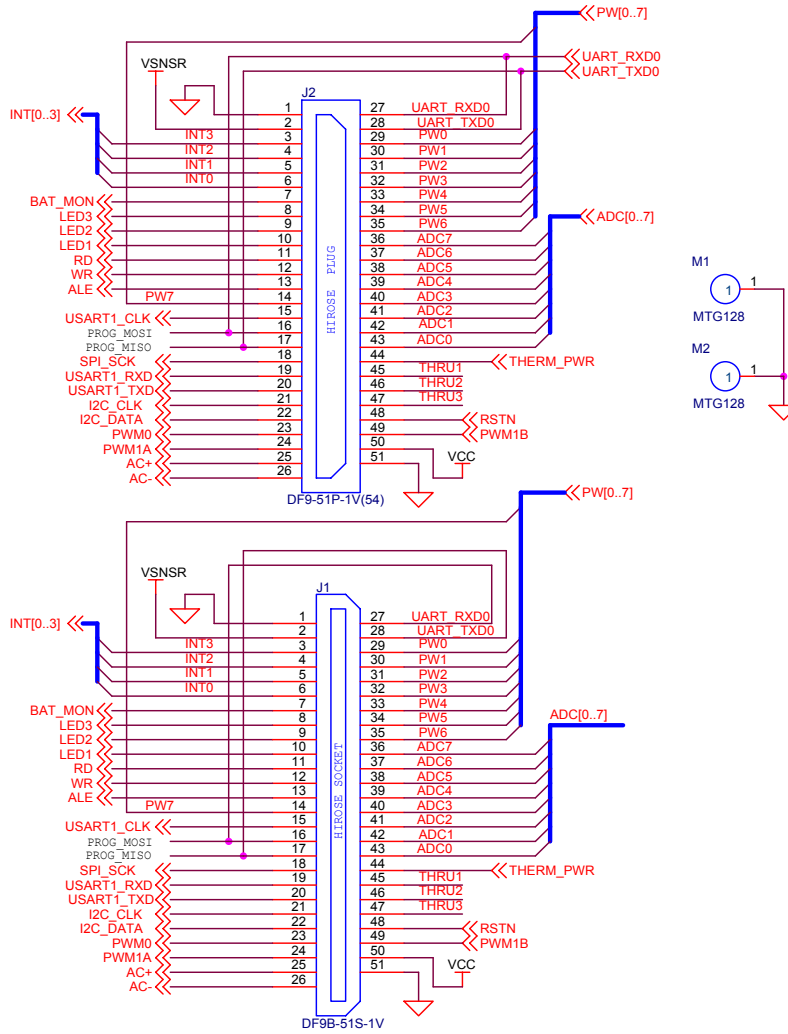 PW[0..7]
UART_RXD0
UART_TXD0
VSNSR
J2
INT[0..3]
1 27 UART_RXD0
2 28 UART_TXD0
INT3 3 29 PW0
INT2 4 30 PW1
INT1 5 31 PW2
INT0 6 32 PW3
BAT_MON 7 33 PW4
LED3 8 34 PW5
LED2 9 35 PW6
ADC[0..7]
LED1 10 36 ADC7
RD 11 37 ADC6
WR 12 38 ADC5
ALE 13 39 ADC4
PW7 14 40 ADC3
USART1_CLK 15 41 ADC2
PROG_MOSI 16 42 ADC1
PROG_MISO 17 43 ADC0
SPI_SCK 18 44 THERM_PWR
USART1_RXD 19 45 THRU1
USART1_TXD 20 46 THRU2
I2C_CLK 21 47 THRU3
I2C_DATA 22 48 RSTN
PWM0 23 49 PWM1B
PWM1A 24 50
AC+ 25 51 VCC
AC- 26
HIROSE PLUG
DF9-51P-1V(54)
M1
1 1
MTG128
M2
1 1
MTG128
PW[0..7]
VSNSR
J1
INT[0..3]
1 27 UART_RXD0
2 28 UART_TXD0
INT3 3 29 PW0
INT2 4 30 PW1
INT1 5 31 PW2
INT0 6 32 PW3
BAT_MON 7 33 PW4
LED3 8 34 PW5
LED2 9 35 PW6
ADC[0..7]
LED1 10 36 ADC7
RD 11 37 ADC6
WR 12 38 ADC5
ALE 13 39 ADC4
PW7 14 40 ADC3
USART1_CLK 15 41 ADC2
PROG_MOSI 16 42 ADC1
PROG_MISO 17 43 ADC0
SPI_SCK 18 44 THERM_PWR
USART1_RXD 19 45 THRU1
USART1_TXD 20 46 THRU2
I2C_CLK 21 47 THRU3
I2C_DATA 22 48 RSTN
PWM0 23 49 PWM1B
PWM1A 24 50
AC+ 25 51 VCC
AC- 26
HIROSE SOCKET
DF9B-51S-1V